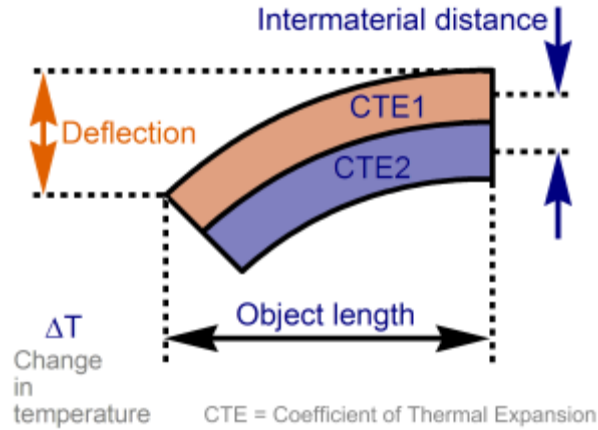 Intermaterial distance
CTE1
Deflection
CTE2
Object length
ΔT
Change
in
temperature
CTE = Coefficient of Thermal Expansion